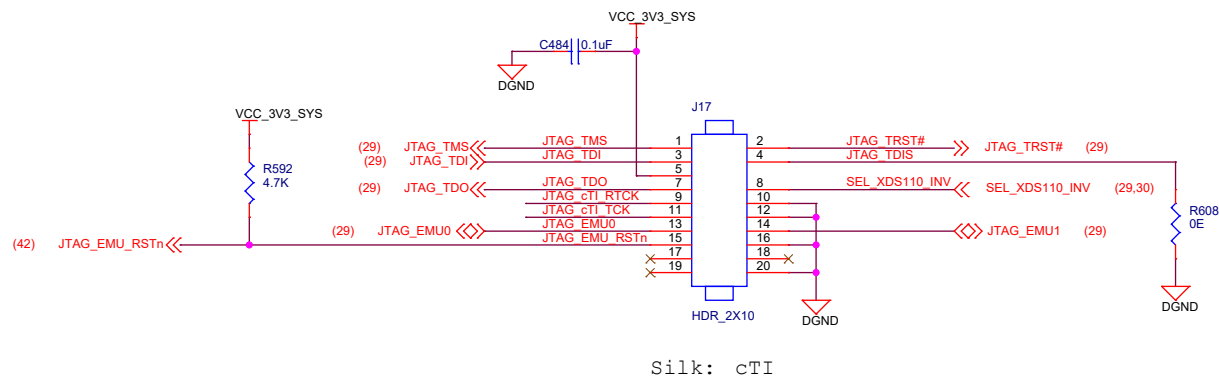 VCC_3V3_SYS
C484 0.1uF
DGND
J17
VCC_3V3_SYS
R592
4.7K
(29) JTAG_TMS JTAG_TMS 1 2 JTAG_TRST# JTAG_TRST# (29)
(29) JTAG_TDI JTAG_TDI 3 4 JTAG_TDIS
5
(29) JTAG_TDO JTAG_TDO 7 8 SEL_XDS110_INV SEL_XDS110_INV (29,30)
JTAG_cTI_RTCK 9 10
JTAG_cTI_TCK 11 12
R608
0E
(29) JTAG_EMU0 JTAG_EMU0 13 14 JTAG_EMU1 (29)
(42) JTAG_EMU_RSTn JTAG_EMU_RSTn 15 16
17 18
19 20
DGND
DGND
HDR_2X10
Silk: cTI